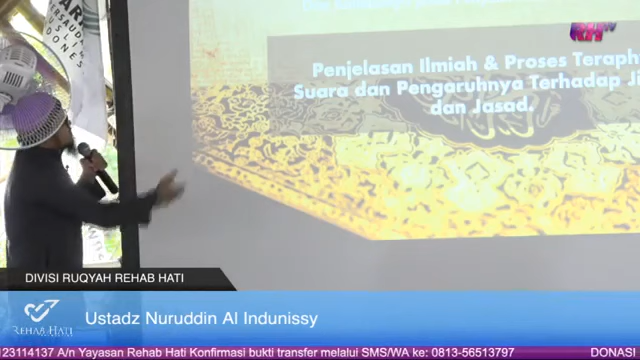 RH
Penjelasan Ilmiah & Proses Teraph
Suara dan Pengaruhnya Terhadap Ji
dan Jasad.
DIVISI RUQYAH REHAB HATI
REHAB HATI
Ustadz Nuruddin Al Indunissy
123114137 A/n Yayasan Rehab Hati Konfirmasi bukti transfer melalui SMS/WA ke: 0813-56513797
DONASI